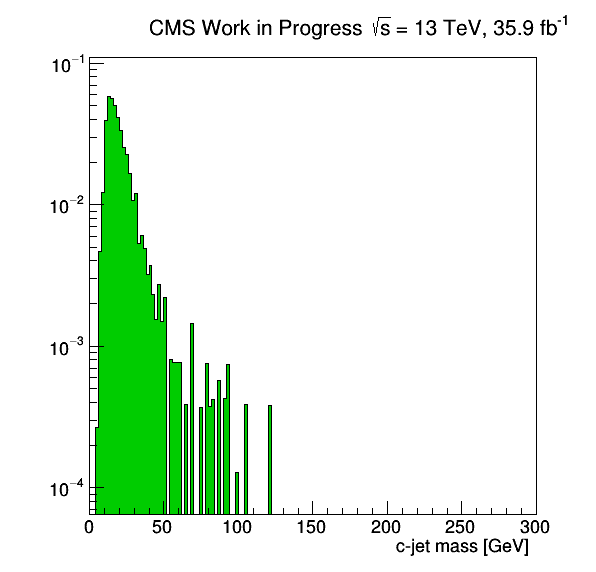 CMS Work in Progress √s = 13 TeV, 35.9 fb⁻¹
10⁻¹
10⁻²
10⁻³
10⁻⁴
0 50 100 150 200 250 300
c-jet mass [GeV]